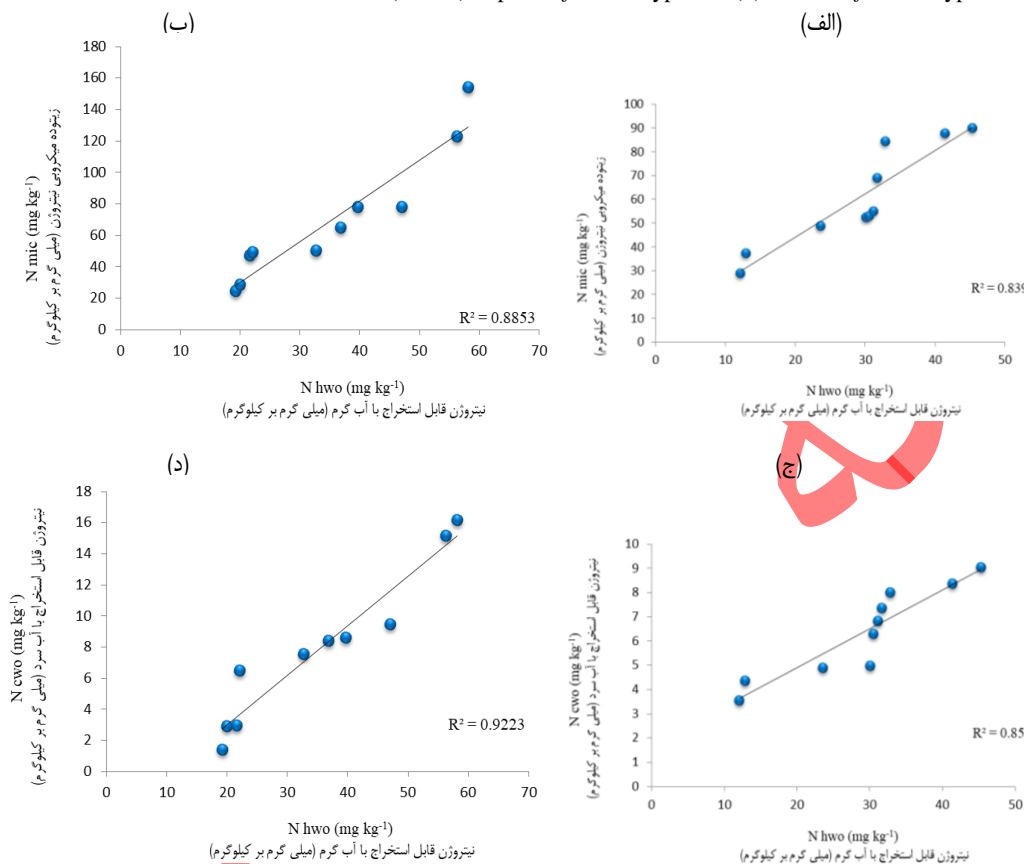 (الف)
100
90
80
70
60
50
40
30
20
10
0
N mic (mg kg⁻¹)
زیتوده میکروبی نیتروژن (میلی گرم بر کیلوگرم)
R² = 0.839
0 10 20 30 40 50
N hwo (mg kg⁻¹)
نیتروژن قابل استخراج با آب گرم (میلی گرم بر کیلوگرم)
(ب)
180
160
140
120
100
80
60
40
20
0
N mic (mg kg⁻¹)
زیتوده میکروبی نیتروژن (میلی گرم بر کیلوگرم)
R² = 0.8853
0 10 20 30 40 50 60 70
N hwo (mg kg⁻¹)
نیتروژن قابل استخراج با آب گرم (میلی گرم بر کیلوگرم)
(ج)
10
9
8
7
6
5
4
3
2
1
0
N cwo (mg kg⁻¹)
نیتروژن قابل استخراج با آب سرد (میلی گرم بر کیلوگرم)
R² = 0.85
0 10 20 30 40 50
N hwo (mg kg⁻¹)
نیتروژن قابل استخراج با آب گرم (میلی گرم بر کیلوگرم)
(د)
18
16
14
12
10
8
6
4
2
0
N cwo (mg kg⁻¹)
نیتروژن قابل استخراج با آب سرد (میلی گرم بر کیلوگرم)
R² = 0.9223
0 10 20 30 40 50 60 70
N hwo (mg kg⁻¹)
نیتروژن قابل استخراج با آب گرم (میلی گرم بر کیلوگرم)